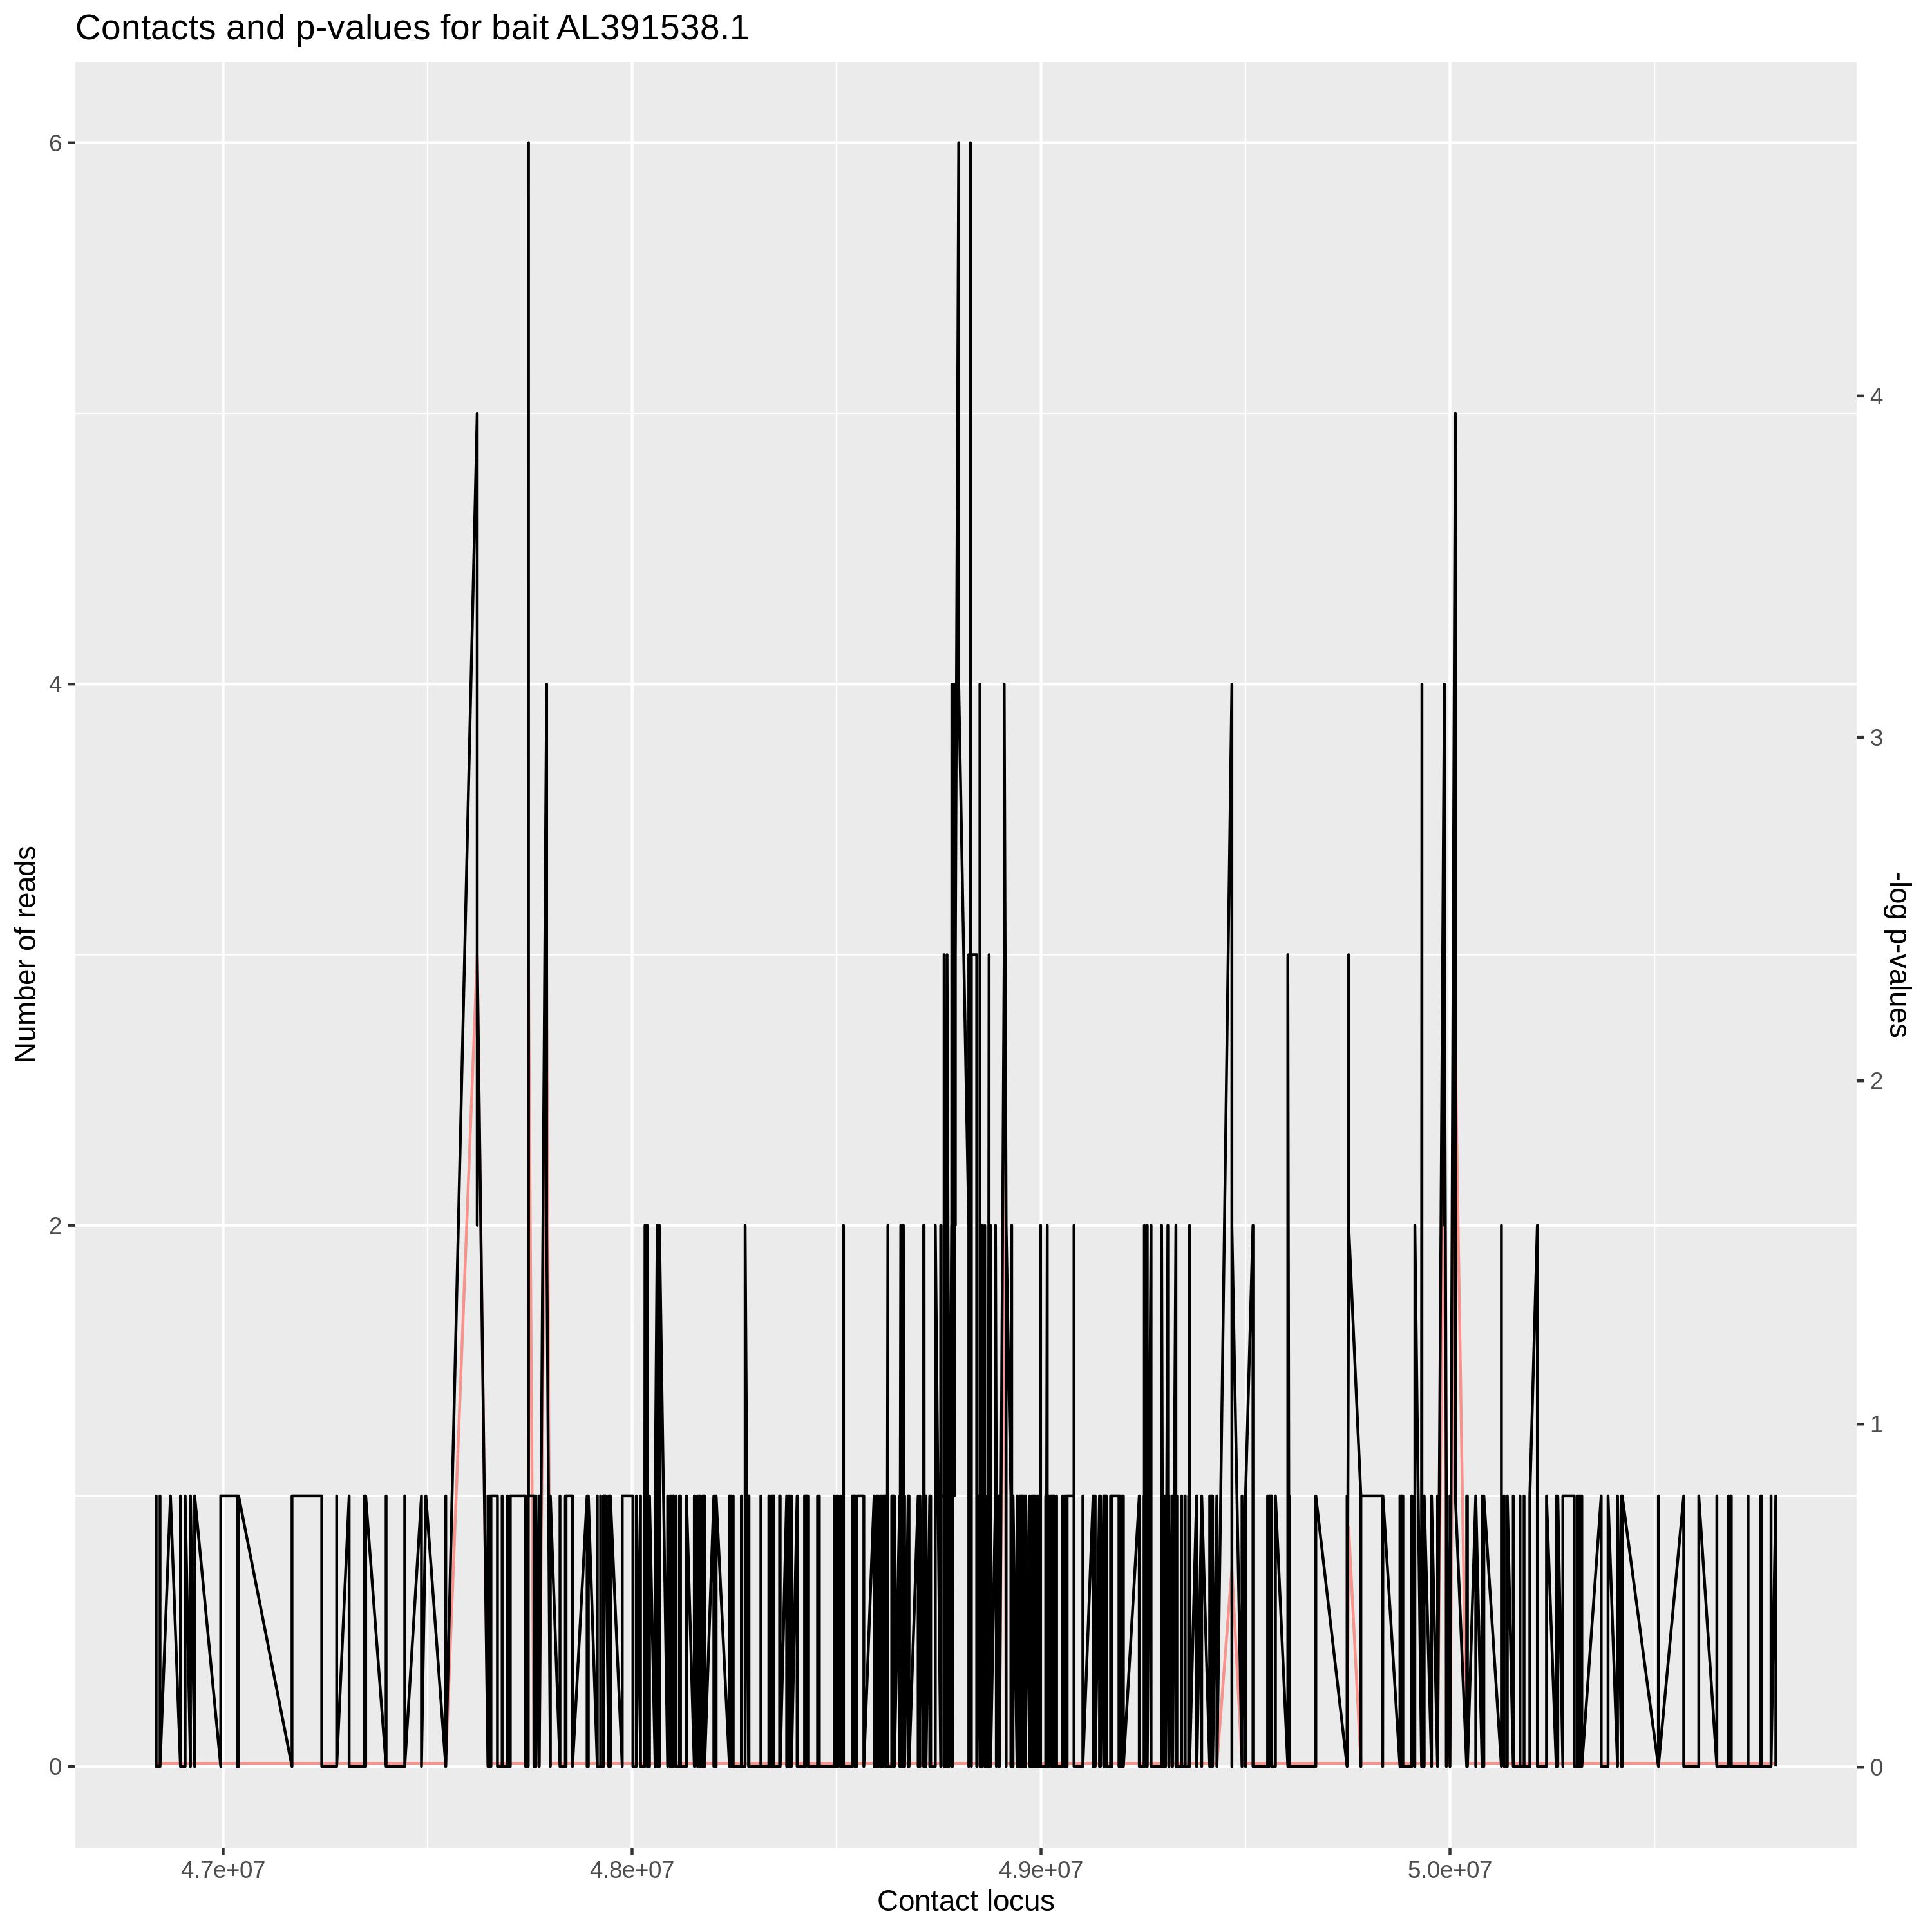 Contacts and p-values for bait AL391538.1
6
4
2
0
Number of reads
4
3
2
1
0
-log p-values
4.7e+07 4.8e+07 4.9e+07 5.0e+07
Contact locus